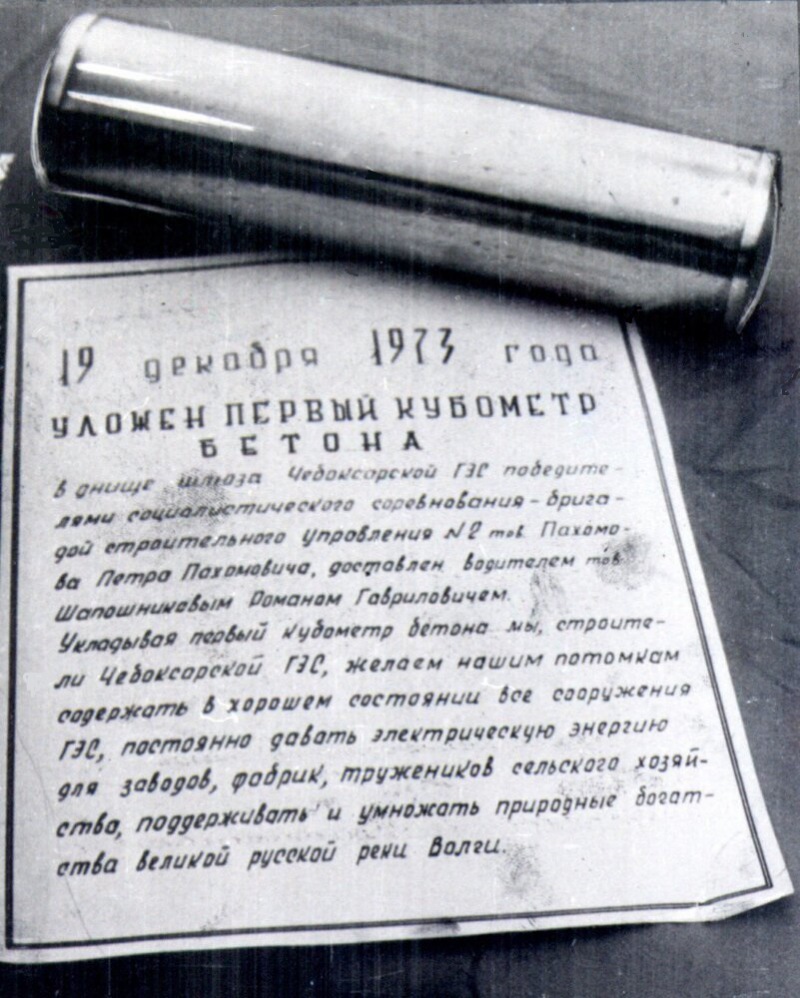 19 декабря 1973 года
УЛОЖЕН ПЕРВЫЙ КУБОМЕТР
БЕТОНА
в днище шлюза Чебоксарской ГЭС победите-
лями социалистического соревнования - брига-
дой строительного управления №2 тов. Пахомо-
ва Петра Пахомовича, доставлен водителем тов
Шапошниковым Романом Гавриловичем.
Укладывая первый кубометр бетона мы, строите-
ли Чебоксарской ГЭС, желаем нашим потомкам
содержать в хорошем состоянии все сооружения
ГЭС, постоянно давать электрическую энергию
для заводов, фабрик, тружеников сельского хозяй-
ства, поддерживать и умножать природные богат-
ства великой русской реки Волги.